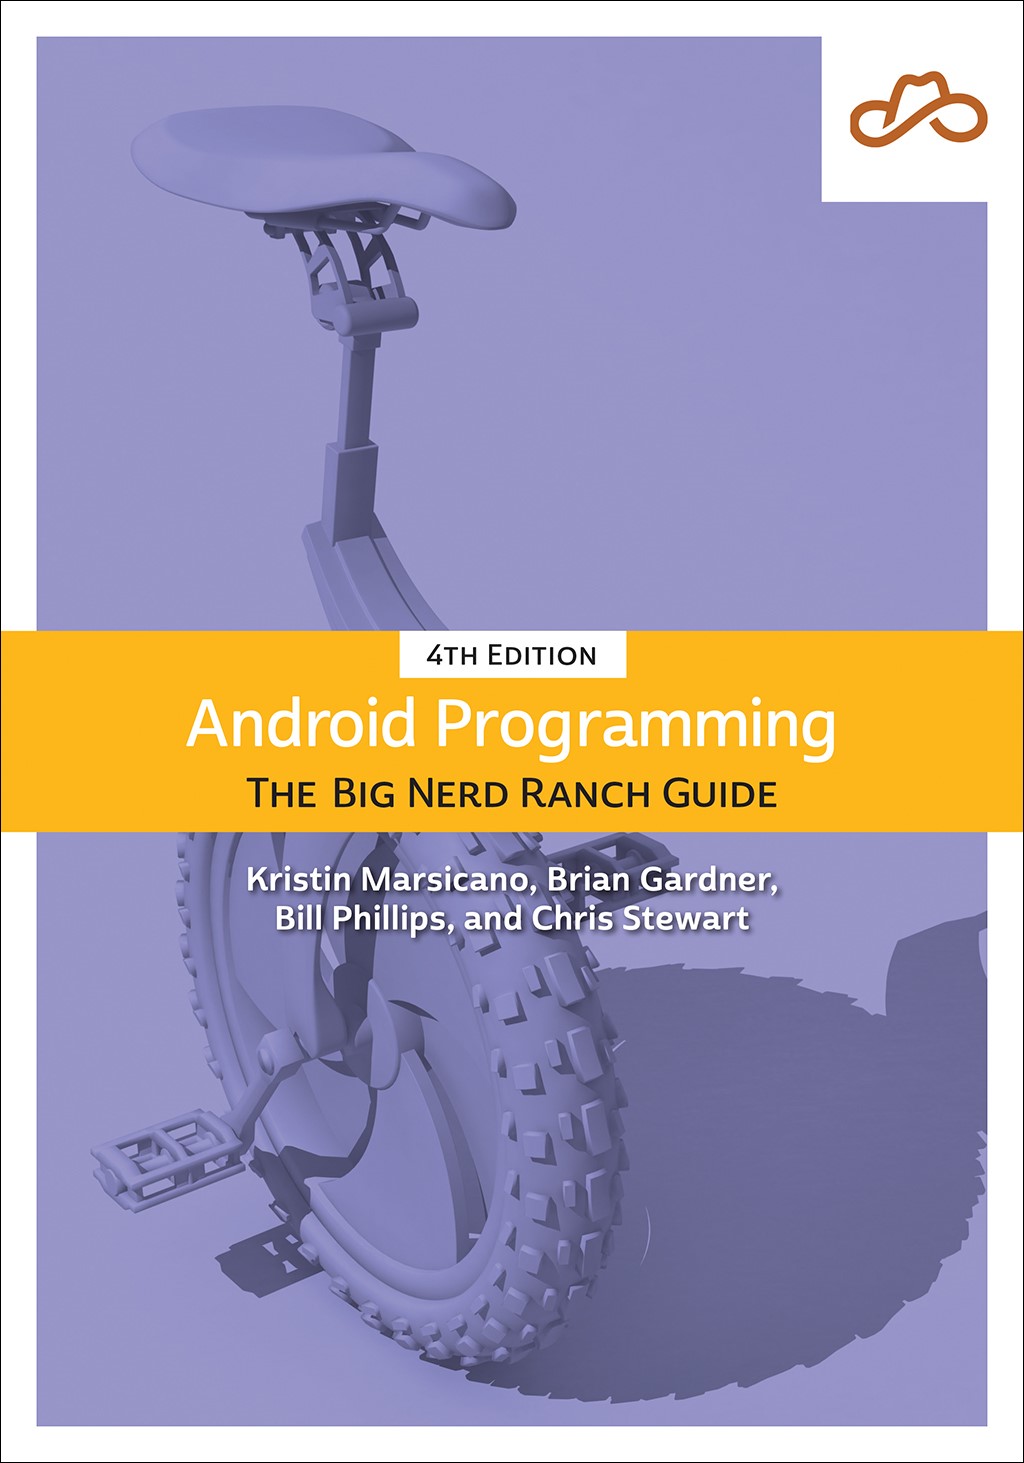 4TH EDITION
Android Programming
THE BIG NERD RANCH GUIDE
Kristin Marsicano, Brian Gardner,
Bill Phillips, and Chris Stewart